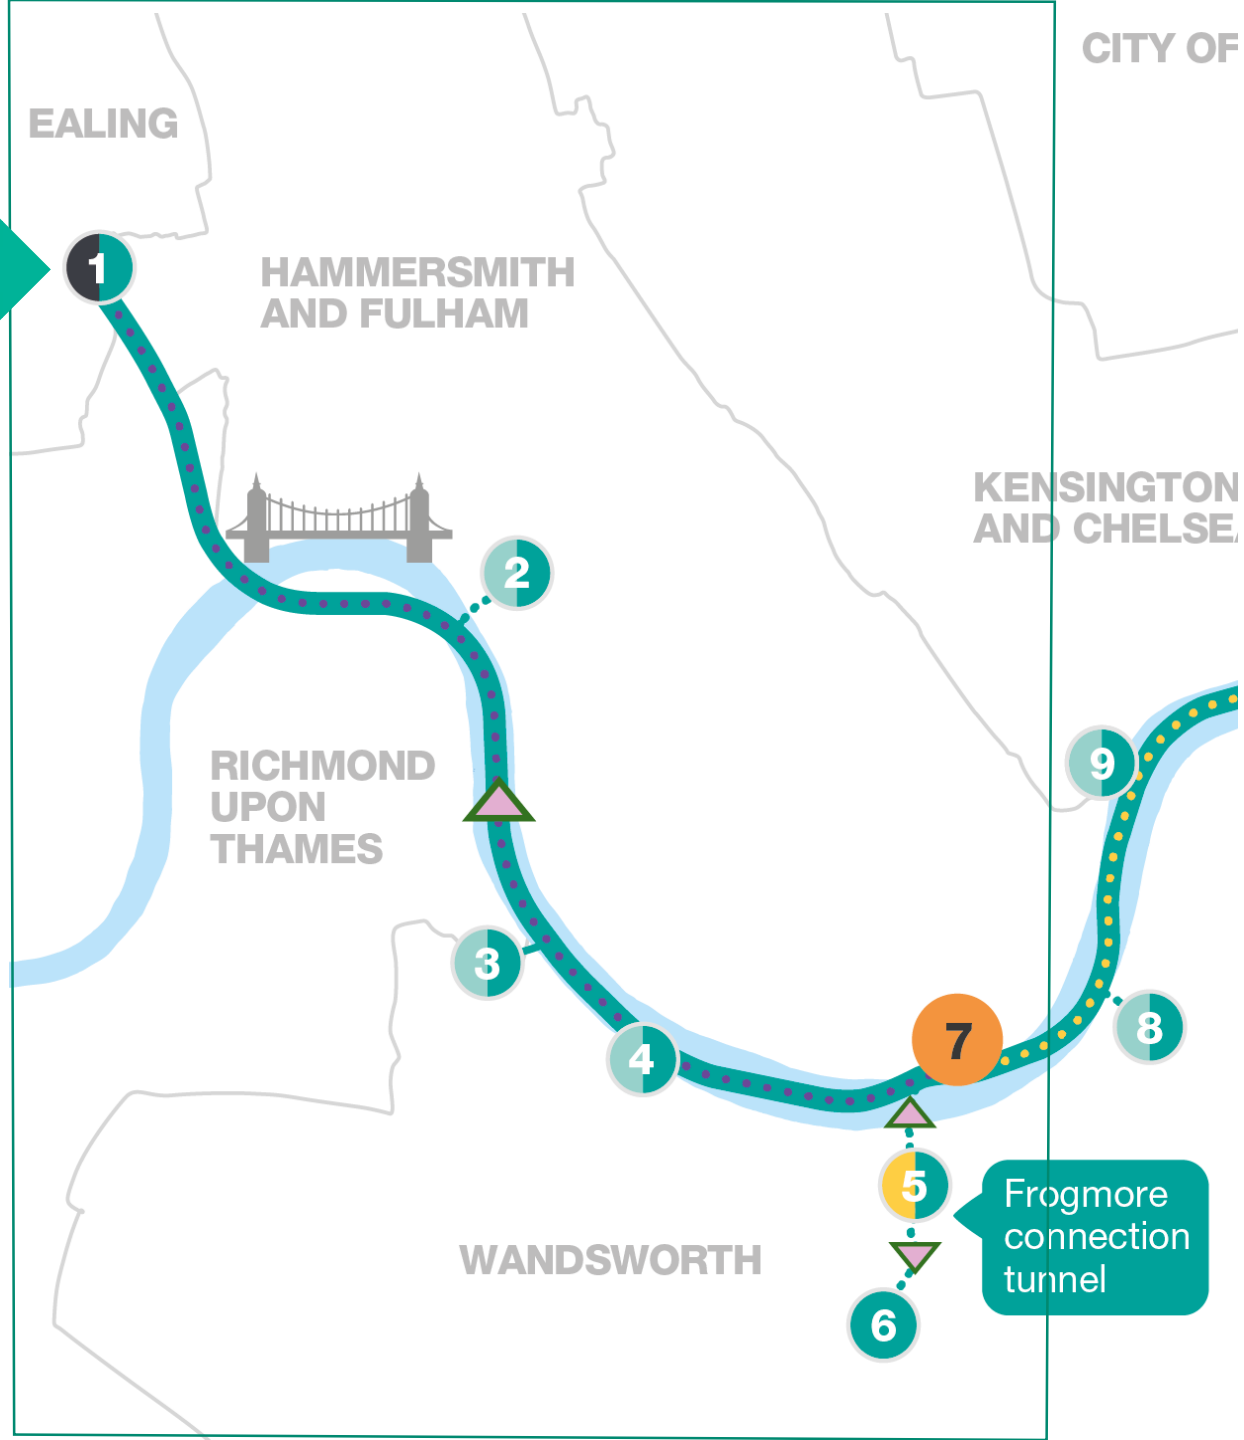 CITY OF
EALING
1
HAMMERSMITH
AND FULHAM
KENSINGTON
AND CHELSEA
2
9
RICHMOND
UPON
THAMES
3
4
7
8
5
Frogmore
connection
tunnel
WANDSWORTH
6